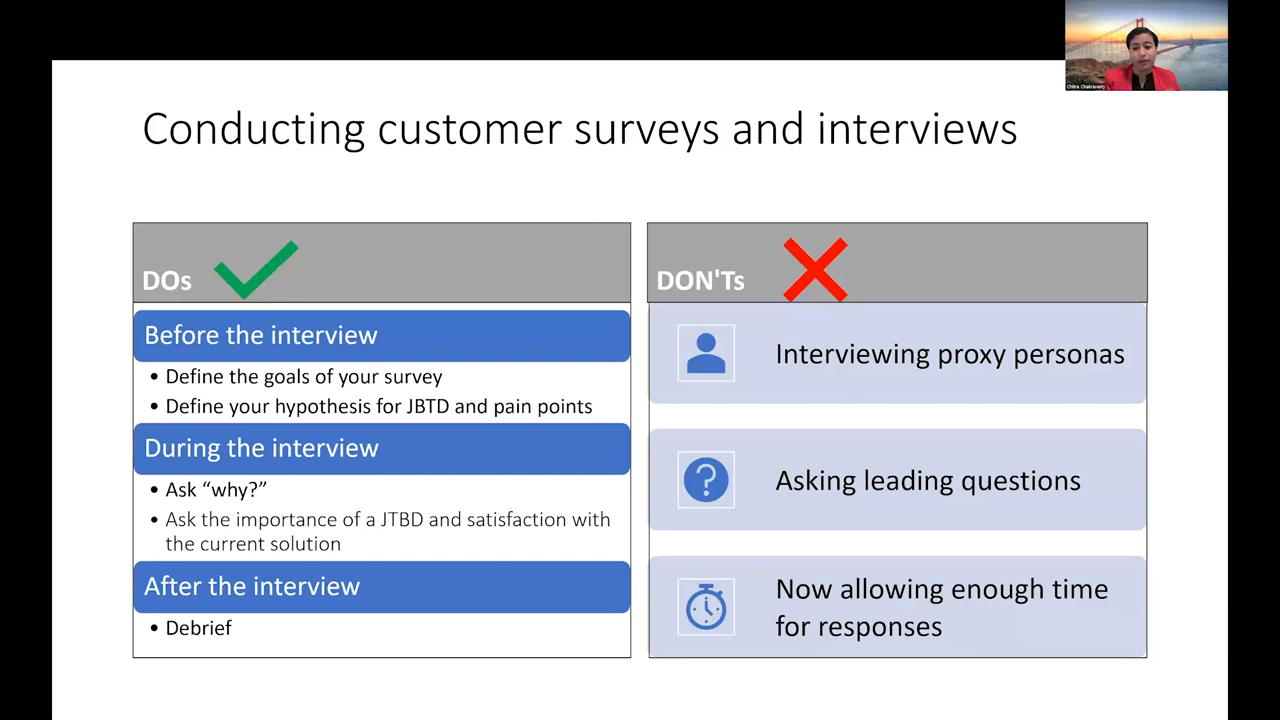 Chitra Chakravarty
Conducting customer surveys and interviews
DOs
Before the interview
• Define the goals of your survey
• Define your hypothesis for JBTD and pain points
During the interview
• Ask “why?”
• Ask the importance of a JTBD and satisfaction with
the current solution
After the interview
• Debrief
DON'Ts
Interviewing proxy personas
Asking leading questions
Now allowing enough time
for responses